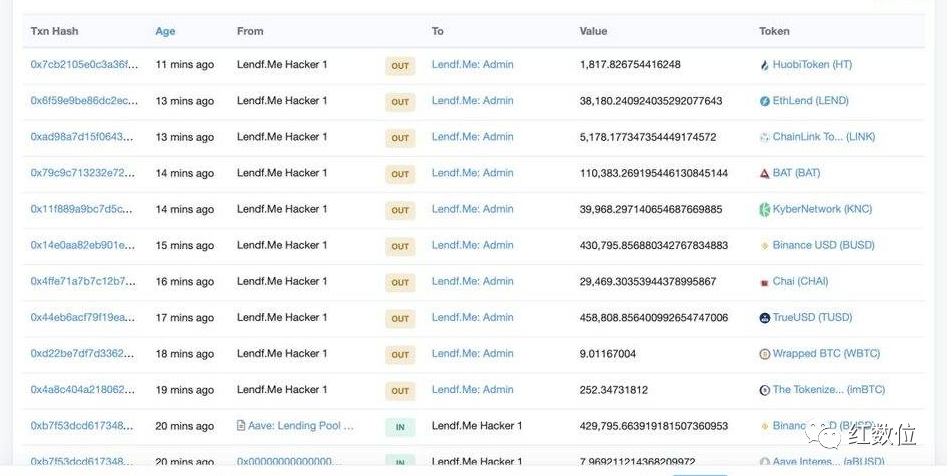 Txn Hash Age From To Value Token
0x7cb2105e0c3a36f... 11 mins ago Lendf.Me Hacker 1 OUT Lendf.Me: Admin 1,817.826754416248 HuobiToken (HT)
0x6f59e9be86dc2ec... 13 mins ago Lendf.Me Hacker 1 OUT Lendf.Me: Admin 38,180.240924035292077643 EthLend (LEND)
0xad98a7d15f0643... 13 mins ago Lendf.Me Hacker 1 OUT Lendf.Me: Admin 5,178.177347354449174572 ChainLink To... (LINK)
0x79c9c713232e72... 14 mins ago Lendf.Me Hacker 1 OUT Lendf.Me: Admin 110,383.269195446130845144 BAT (BAT)
0x11f889a9bc7d5c... 14 mins ago Lendf.Me Hacker 1 OUT Lendf.Me: Admin 39,968.297140654687669885 KyberNetwork (KNC)
0x14e0aa82eb901e... 15 mins ago Lendf.Me Hacker 1 OUT Lendf.Me: Admin 430,795.856880342767834883 Binance USD (BUSD)
0x4ffe71a7b7c12b7... 16 mins ago Lendf.Me Hacker 1 OUT Lendf.Me: Admin 29,469.30353944378995867 Chai (CHAI)
0x44eb6acf79f19ea... 17 mins ago Lendf.Me Hacker 1 OUT Lendf.Me: Admin 458,808.856400992654747006 TrueUSD (TUSD)
0xd22be7df7d3362... 18 mins ago Lendf.Me Hacker 1 OUT Lendf.Me: Admin 9.01167004 Wrapped BTC (WBTC)
0x4a8c404a218062... 19 mins ago Lendf.Me Hacker 1 OUT Lendf.Me: Admin 252.34731812 The Tokenize... (imBTC)
0xb7f53dcd617348... 20 mins ago Aave: Lending Pool ... IN Lendf.Me Hacker 1 429,795.663919181507360953
0xb7f53dcd617348... 20 mins ago 0x00000000000000... IN Lendf.Me Hacker 1 7.969211214368209972 Aave Interes... (aBUSD)
红数位